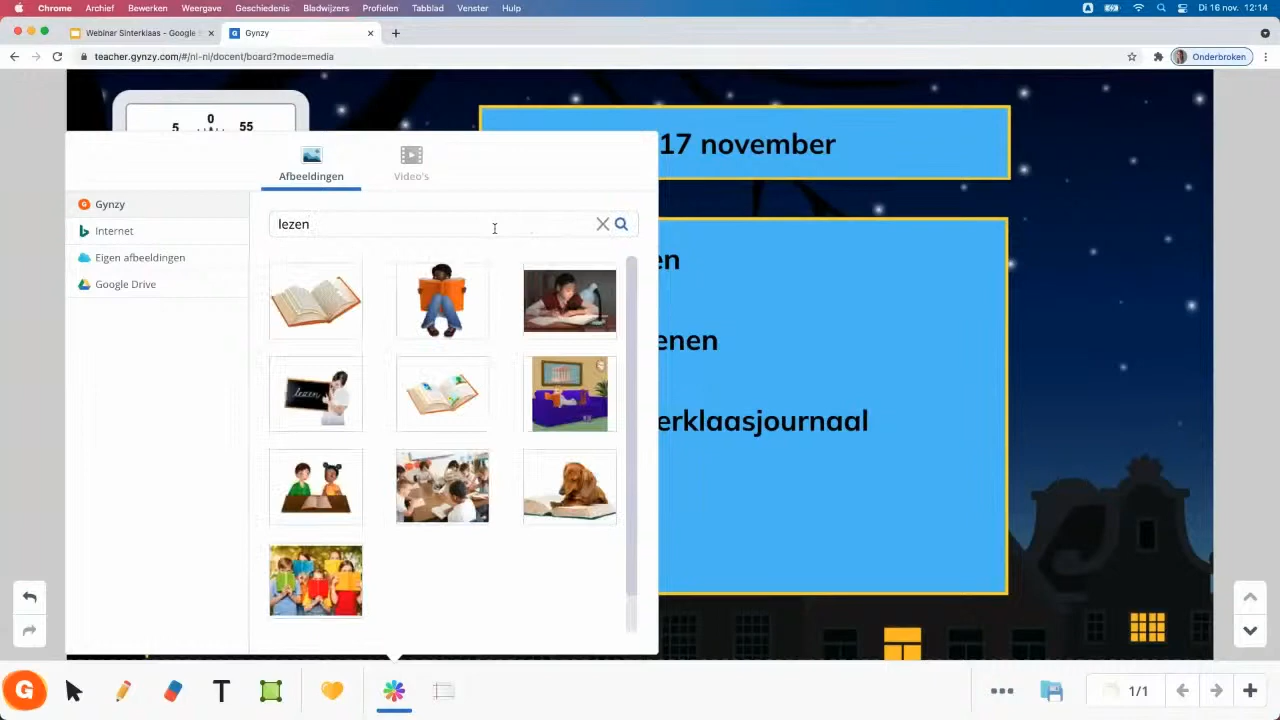 Chrome Archief Bewerken Weergave Geschiedenis Bladwijzers Profielen Tabblad Venster Hulp Di 16 nov. 12:14
Webinar Sinterklaas - Google S × G Gynzy × +
teacher.gynzy.com/#/nl-nl/docent/board?mode=media Onderbroken
5 0 55
17 november
Afbeeldingen Video's
G Gynzy
Internet
Eigen afbeeldingen
Google Drive
lezen
lezen
en
enen
erklaasjournaal
G T 1/1